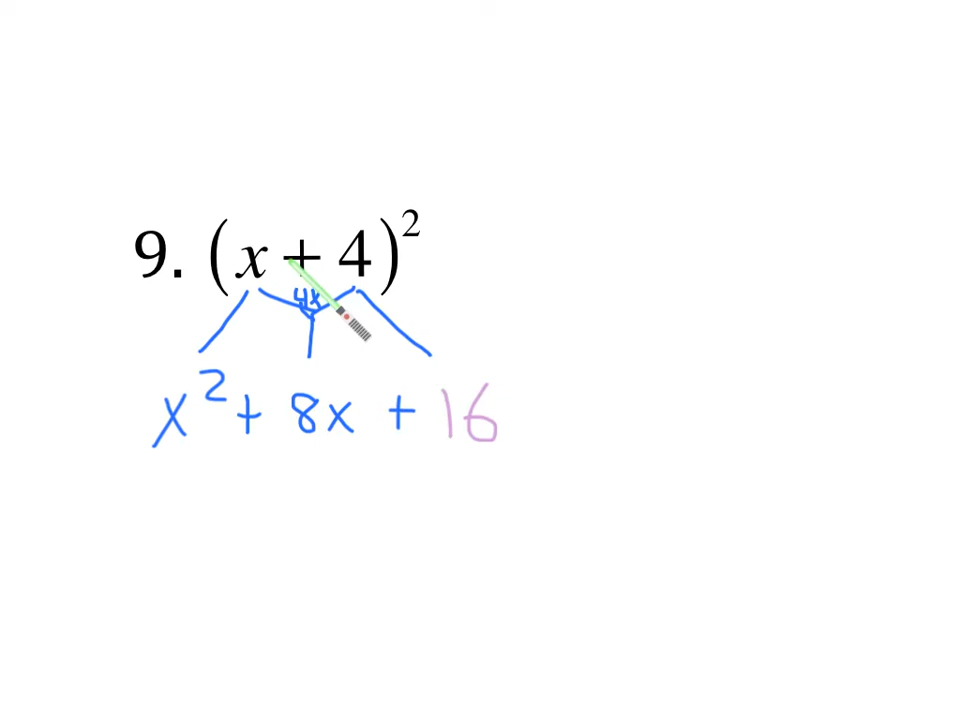 9. (x + 4)²
4x
x² + 8x + 16